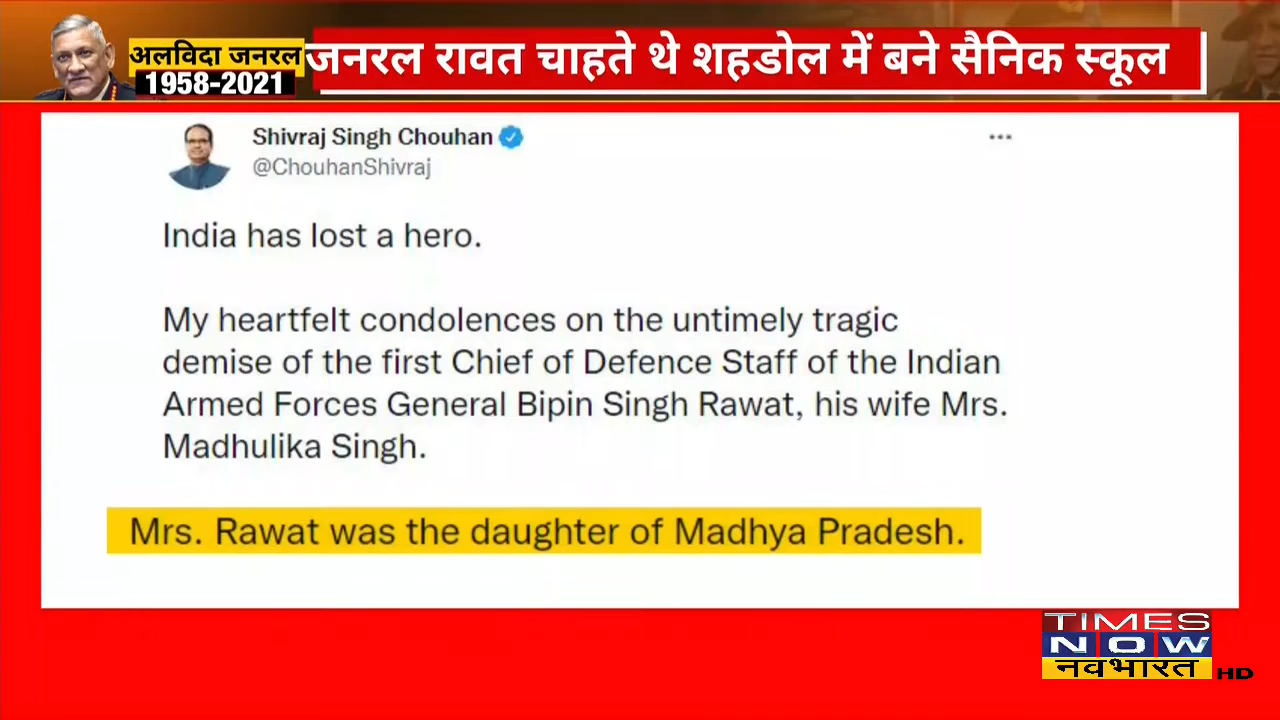 अलविदा जनरल
1958-2021
जनरल रावत चाहते थे शहडोल में बने सैनिक स्कूल
Shivraj Singh Chouhan
@ChouhanShivraj
India has lost a hero.
My heartfelt condolences on the untimely tragic
demise of the first Chief of Defence Staff of the Indian
Armed Forces General Bipin Singh Rawat, his wife Mrs.
Madhulika Singh.
Mrs. Rawat was the daughter of Madhya Pradesh.
TIMES
NOW
नवभारत HD